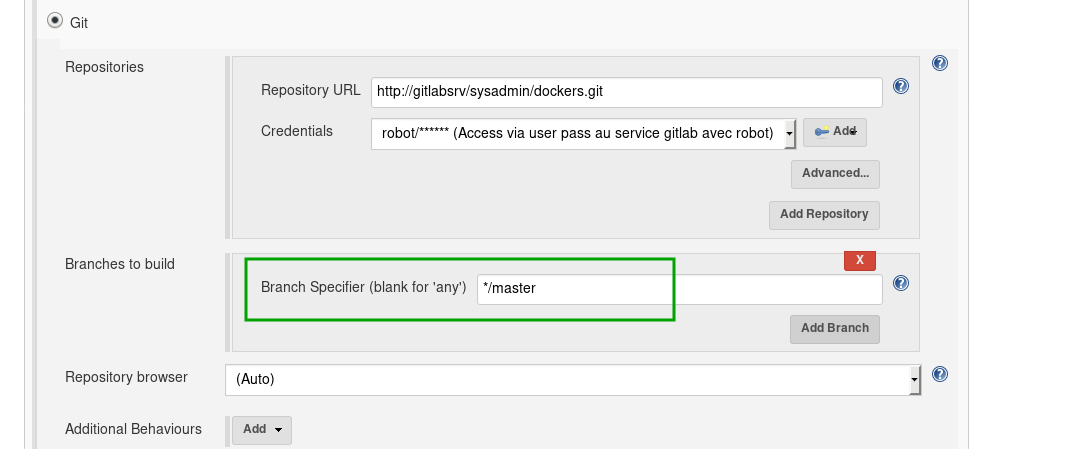 Git
Repositories
Repository URL http://gitlabsrv/sysadmin/dockers.git
Credentials robot/****** (Access via user pass au service gitlab avec robot) Add
Advanced...
Add Repository
Branches to build
X
Branch Specifier (blank for 'any') */master
Add Branch
Repository browser (Auto)
Additional Behaviours Add